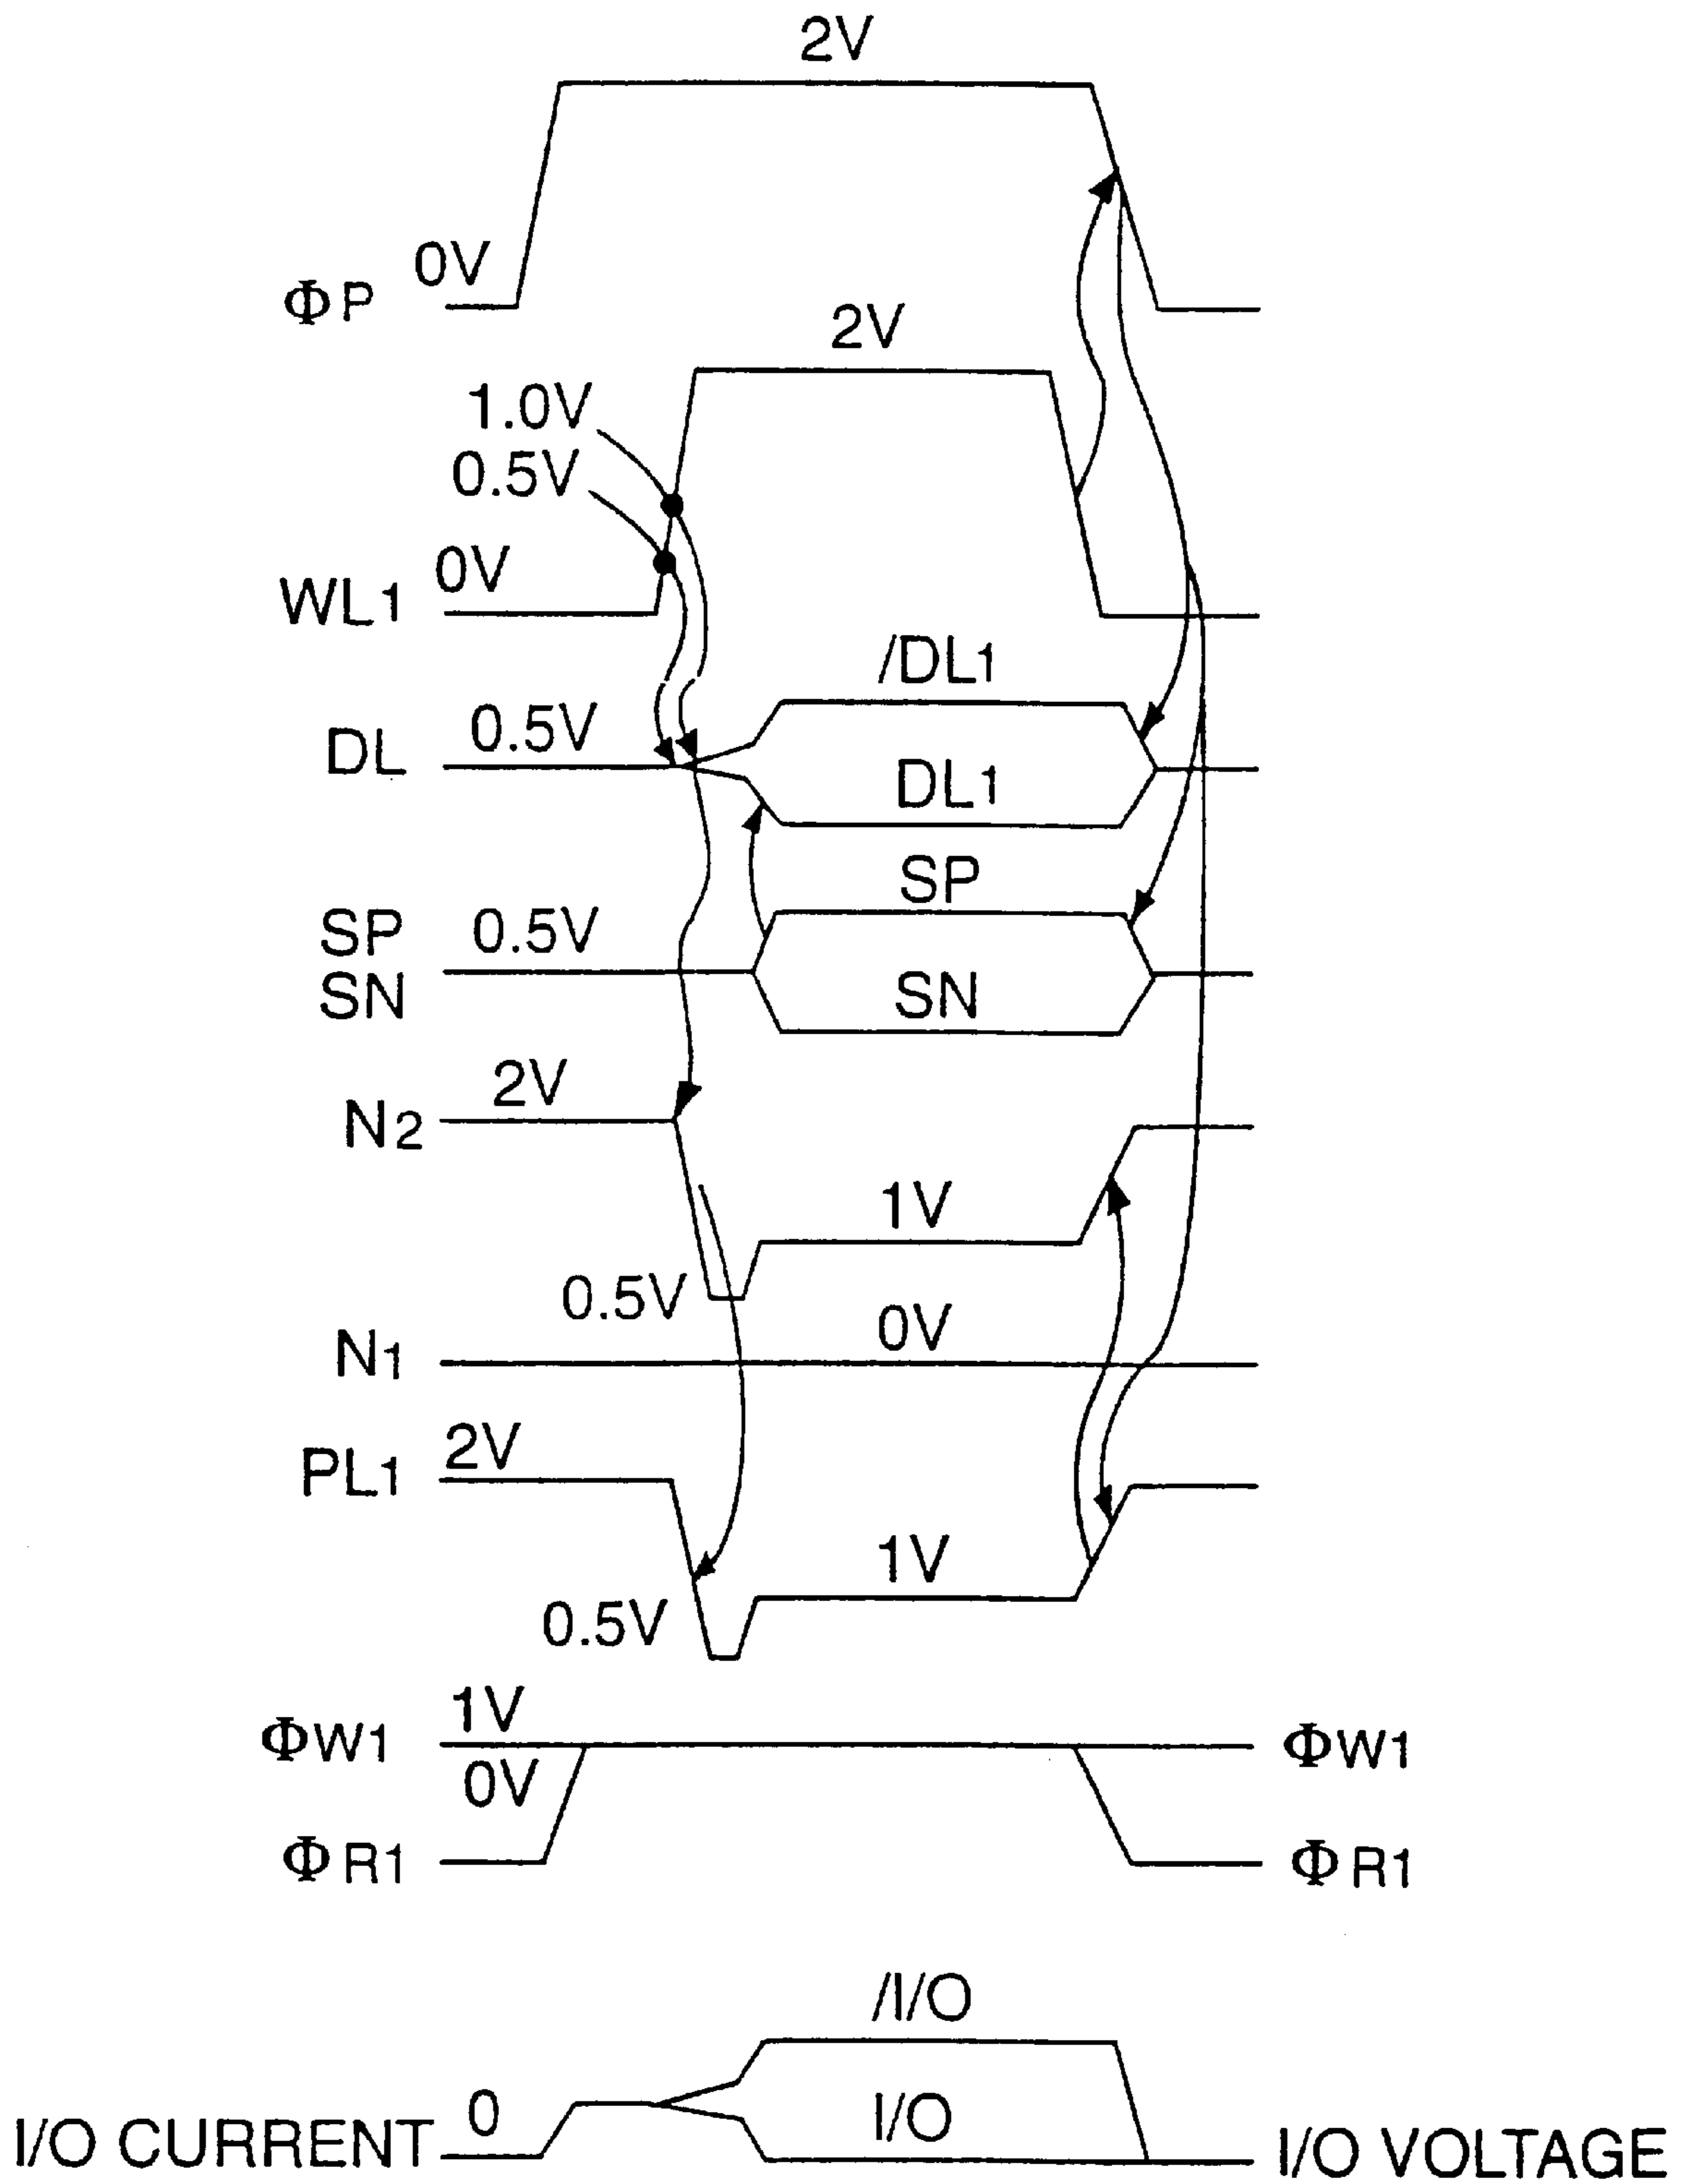 2V
0V
ΦP
2V
1.0V
0.5V
0V
WL1
/DL1
0.5V
DL
DL1
SP
SP 0.5V
SN
SN
2V
N2
1V
0.5V
0V
N1
2V
PL1
1V
0.5V
1V
ΦW1 ΦW1
0V
ΦR1 ΦR1
/I/O
0
I/O
I/O CURRENT I/O VOLTAGE